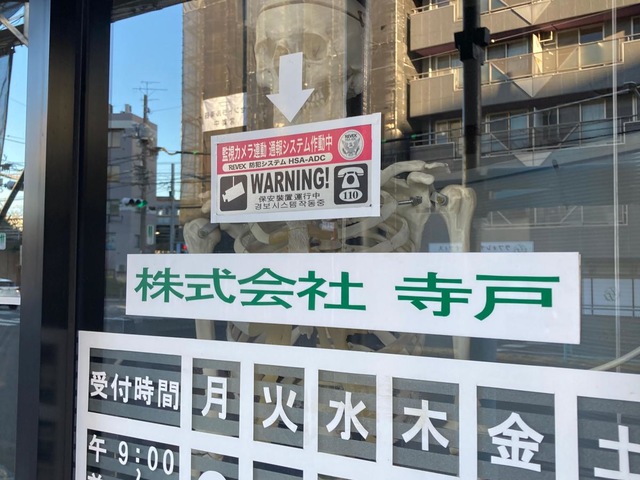 監視カメラ連動 通報システム作動中
REVEX 防犯システム HSA-ADC
REVEX
WARNING!
110
保安装置運行中
경보시스템작동중
株式会社 寺戸
受付時間 月 火 水 木 金 土
午前 9:00